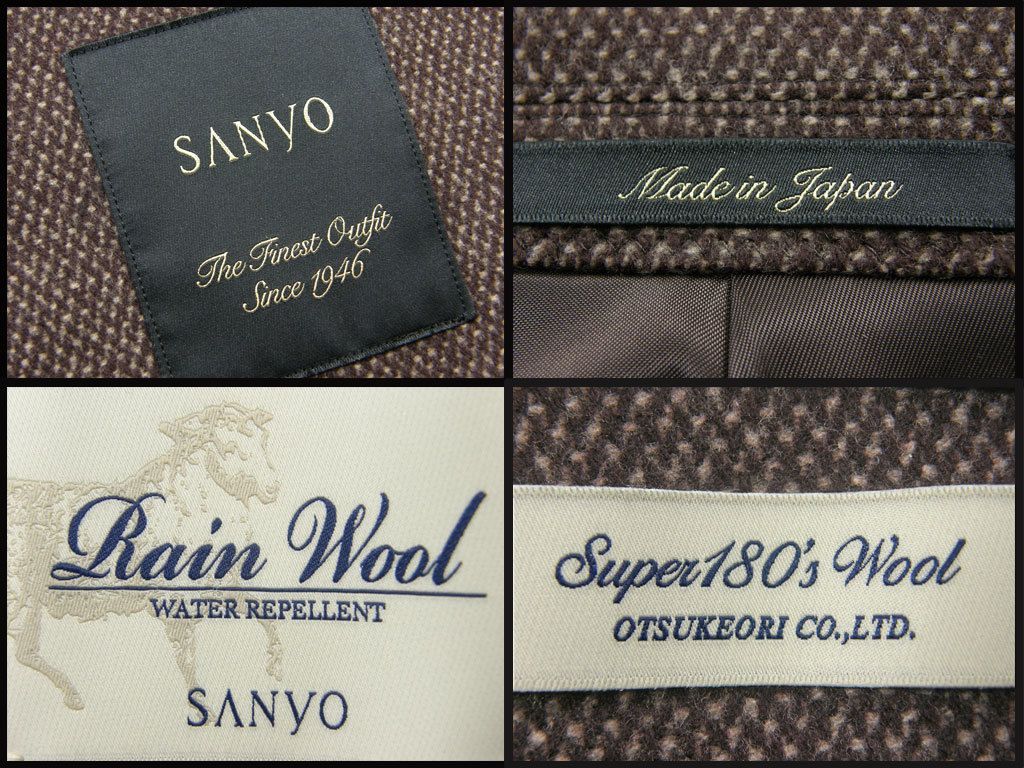 SANYO
The Finest Outfit
Since 1946
Made in Japan
Rain Wool
WATER REPELLENT
SANYO
Super180's Wool
OTSUKEORI CO.,LTD.